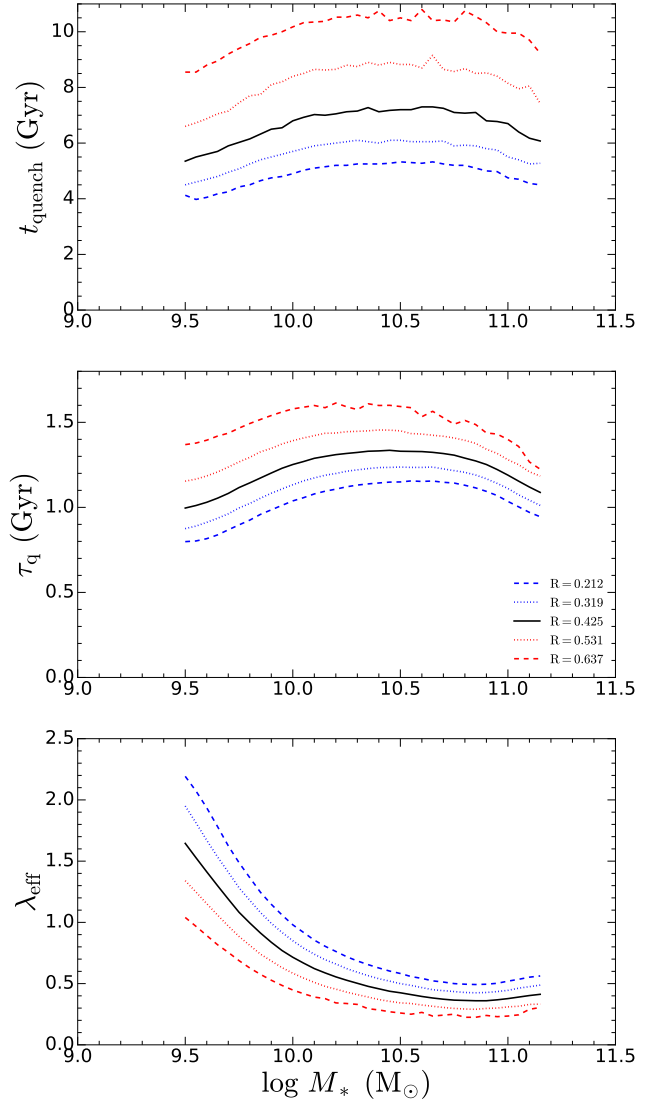 10
8
6
4
2
0
t_quench (Gyr)
9.0 9.5 10.0 10.5 11.0 11.5
1.5
1.0
0.5
0.0
τ_q (Gyr)
R = 0.212
R = 0.319
R = 0.425
R = 0.531
R = 0.637
9.0 9.5 10.0 10.5 11.0 11.5
2.5
2.0
1.5
1.0
0.5
0.0
λ_eff
9.0 9.5 10.0 10.5 11.0 11.5
log M_* (M_⊙)